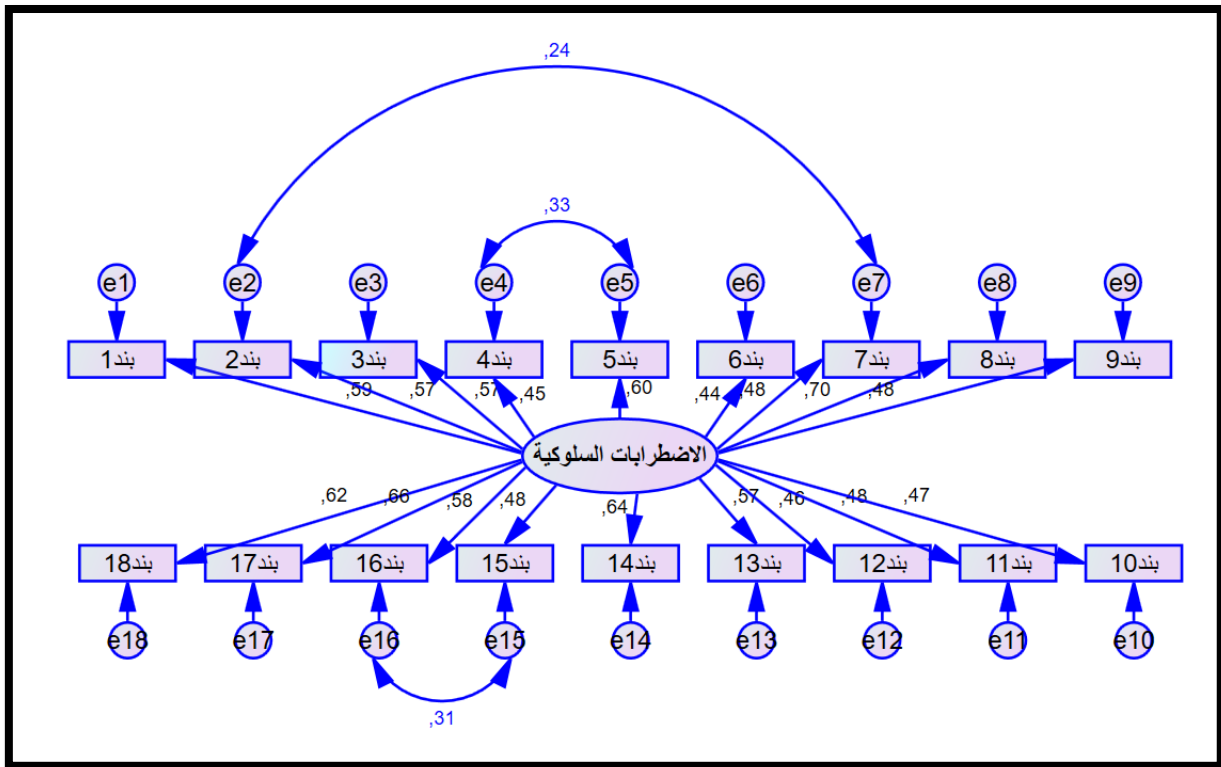 ,24
,33
e1 e2 e3 e4 e5 e6 e7 e8 e9
بند1 بند2 بند3 بند4 بند5 بند6 بند7 بند8 بند9
,59 ,57 ,57 ,45 ,60 ,44 ,48 ,70 ,48
الاضطرابات السلوكية
,62 ,66 ,58 ,48 ,64 ,57 ,46 ,48 ,47
بند18 بند17 بند16 بند15 بند14 بند13 بند12 بند11 بند10
e18 e17 e16 e15 e14 e13 e12 e11 e10
,31